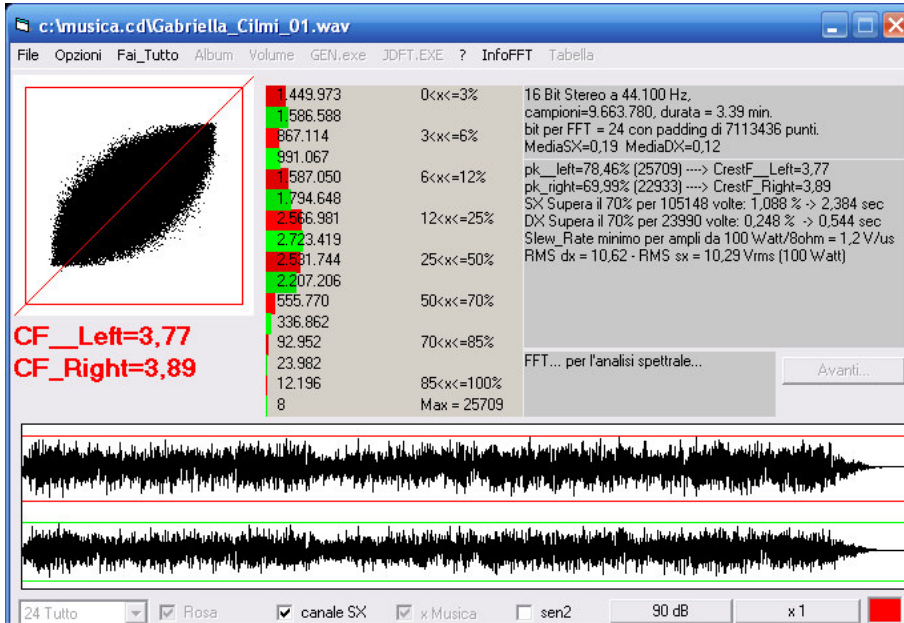 c:\musica.cd\Gabriella_Cilmi_01.wav
File Opzioni Fai_Tutto Album Volume GEN.exe JDFT.EXE ? InfoFFT Tabella
1.449.973 0<x<=3%
1.586.588
867.114 3<x<=6%
991.067
1.587.050 6<x<=12%
1.794.648
2.566.981 12<x<=25%
2.723.419
2.531.744 25<x<=50%
2.207.206
555.770 50<x<=70%
336.862
92.952 70<x<=85%
23.982
12.196 85<x<=100%
8 Max = 25709
16 Bit Stereo a 44.100 Hz,
campioni=9.663.780, durata = 3.39 min.
bit per FFT = 24 con padding di 7113436 punti.
MediaSX=0,19 MediaDX=0,12
pk__left=78,46% (25709) ---> CrestF__Left=3,77
pk_right=69,99% (22933) ---> CrestF_Right=3,89
SX Supera il 70% per 105148 volte: 1,088 % -> 2,384 sec
DX Supera il 70% per 23990 volte: 0,248 % -> 0,544 sec
Slew_Rate minimo per ampli da 100 Watt/8ohm = 1,2 V/us
RMS dx = 10,62 - RMS sx = 10,29 Vrms (100 Watt)
CF__Left=3,77
CF_Right=3,89
FFT... per l'analisi spettrale...
Avanti...
24 Tutto Rosa canale SX x Musica sen2 90 dB x 1